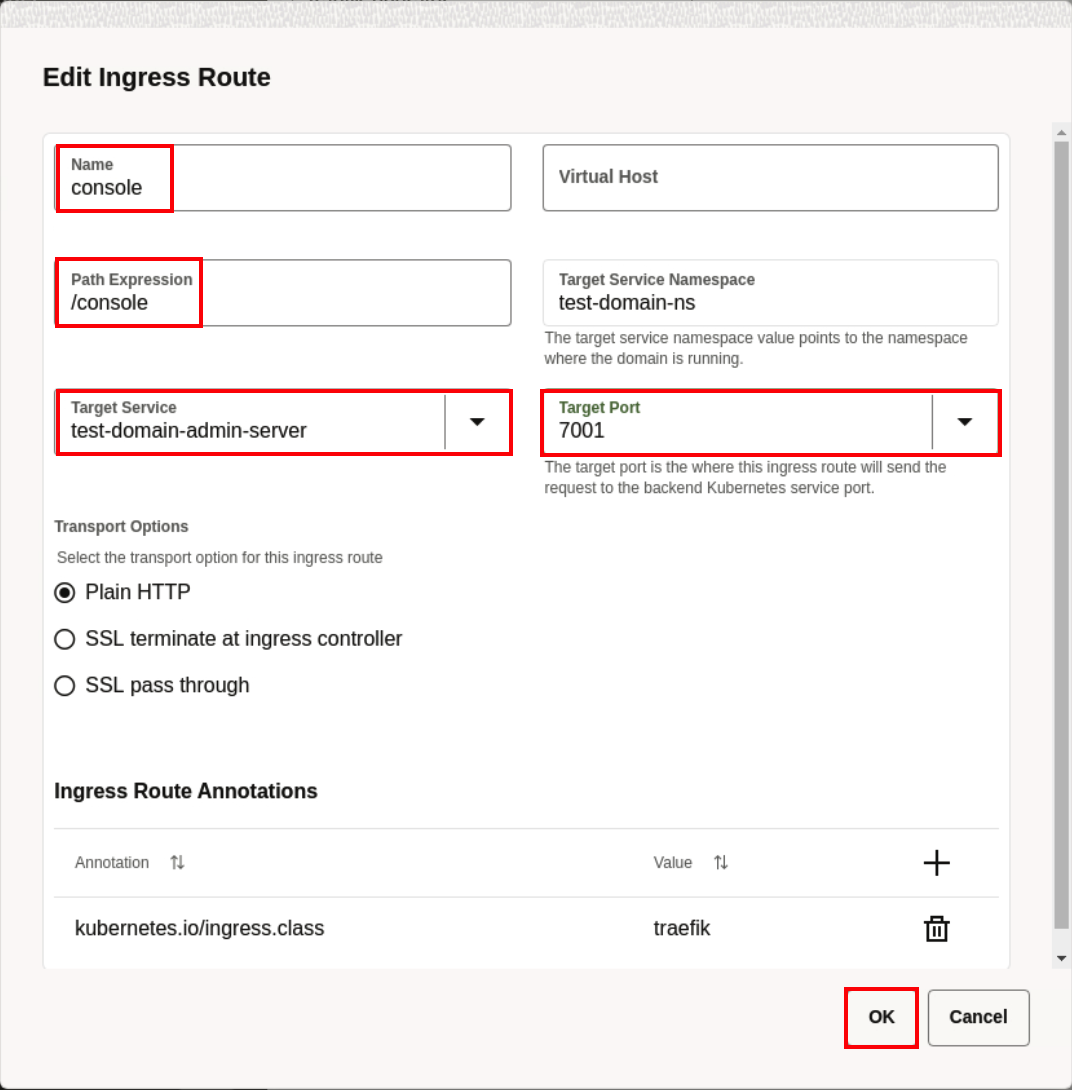 Edit Ingress Route
Name
console
Virtual Host
Path Expression
/console
Target Service Namespace
test-domain-ns
The target service namespace value points to the namespace
where the domain is running.
Target Service
test-domain-admin-server
Target Port
7001
The target port is the where this ingress route will send the
request to the backend Kubernetes service port.
Transport Options
Select the transport option for this ingress route
Plain HTTP
SSL terminate at ingress controller
SSL pass through
Ingress Route Annotations
Annotation
Value
kubernetes.io/ingress.class
traefik
OK
Cancel